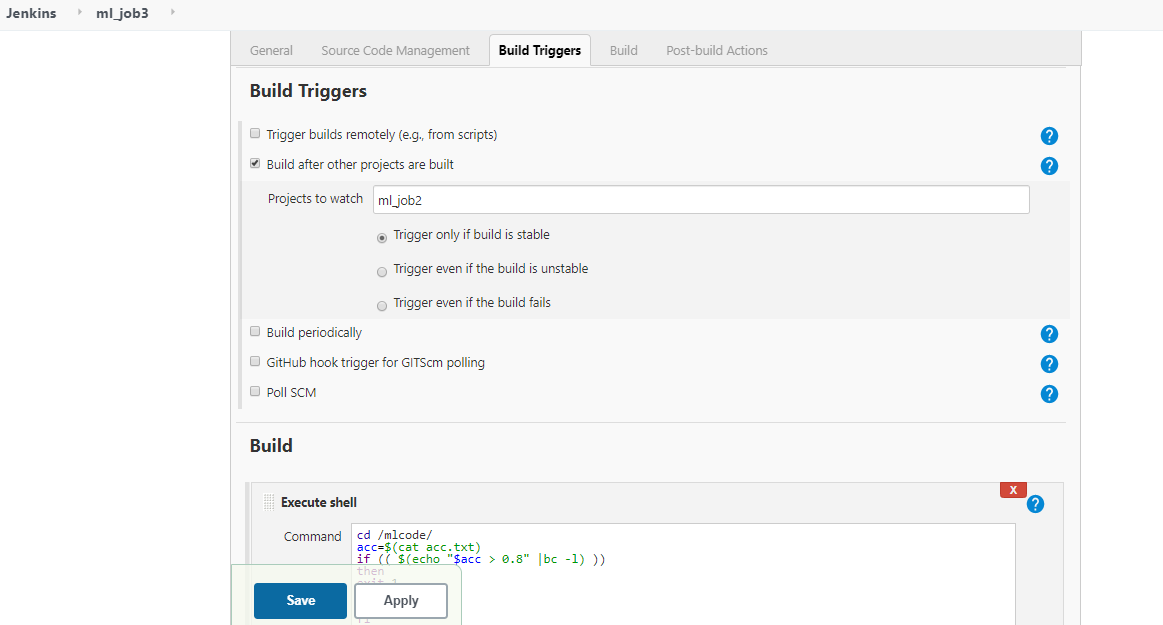 Jenkins ml_job3
General Source Code Management Build Triggers Build Post-build Actions
Build Triggers
Trigger builds remotely (e.g., from scripts)
?
Build after other projects are built
?
Projects to watch ml_job2
Trigger only if build is stable
Trigger even if the build is unstable
Trigger even if the build fails
Build periodically
?
GitHub hook trigger for GITScm polling
?
Poll SCM
?
Build
X
Execute shell
?
Command
cd /mlcode/
acc=$(cat acc.txt)
if (( $(echo "$acc > 0.8" |bc -l) ))
then
exit 1
Save Apply